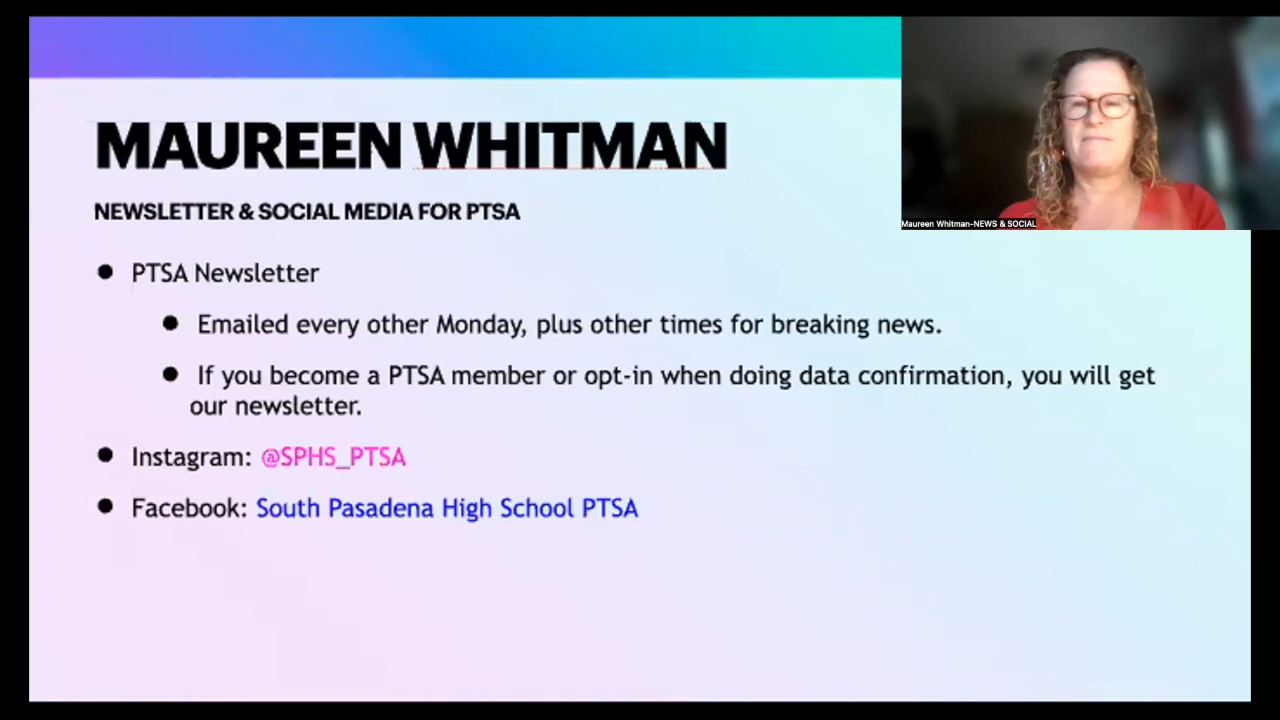 MAUREEN WHITMAN
NEWSLETTER & SOCIAL MEDIA FOR PTSA
● PTSA Newsletter
● Emailed every other Monday, plus other times for breaking news.
● If you become a PTSA member or opt-in when doing data confirmation, you will get
our newsletter.
● Instagram: @SPHS_PTSA
● Facebook: South Pasadena High School PTSA
Maureen Whitman-NEWS & SOCIAL